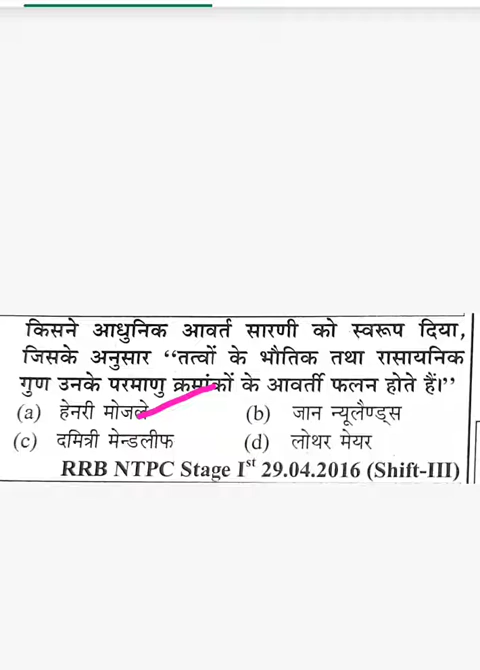 किसने आधुनिक आवर्त सारणी को स्वरूप दिया,
जिसके अनुसार “तत्वों के भौतिक तथा रासायनिक
गुण उनके परमाणु क्रमांकों के आवर्ती फलन होते हैं।”
(a) हेनरी मोजले (b) जान न्यूलैण्ड्स
(c) दमित्री मेन्डलीफ (d) लोथर मेयर
RRB NTPC Stage Iˢᵗ 29.04.2016 (Shift-III)